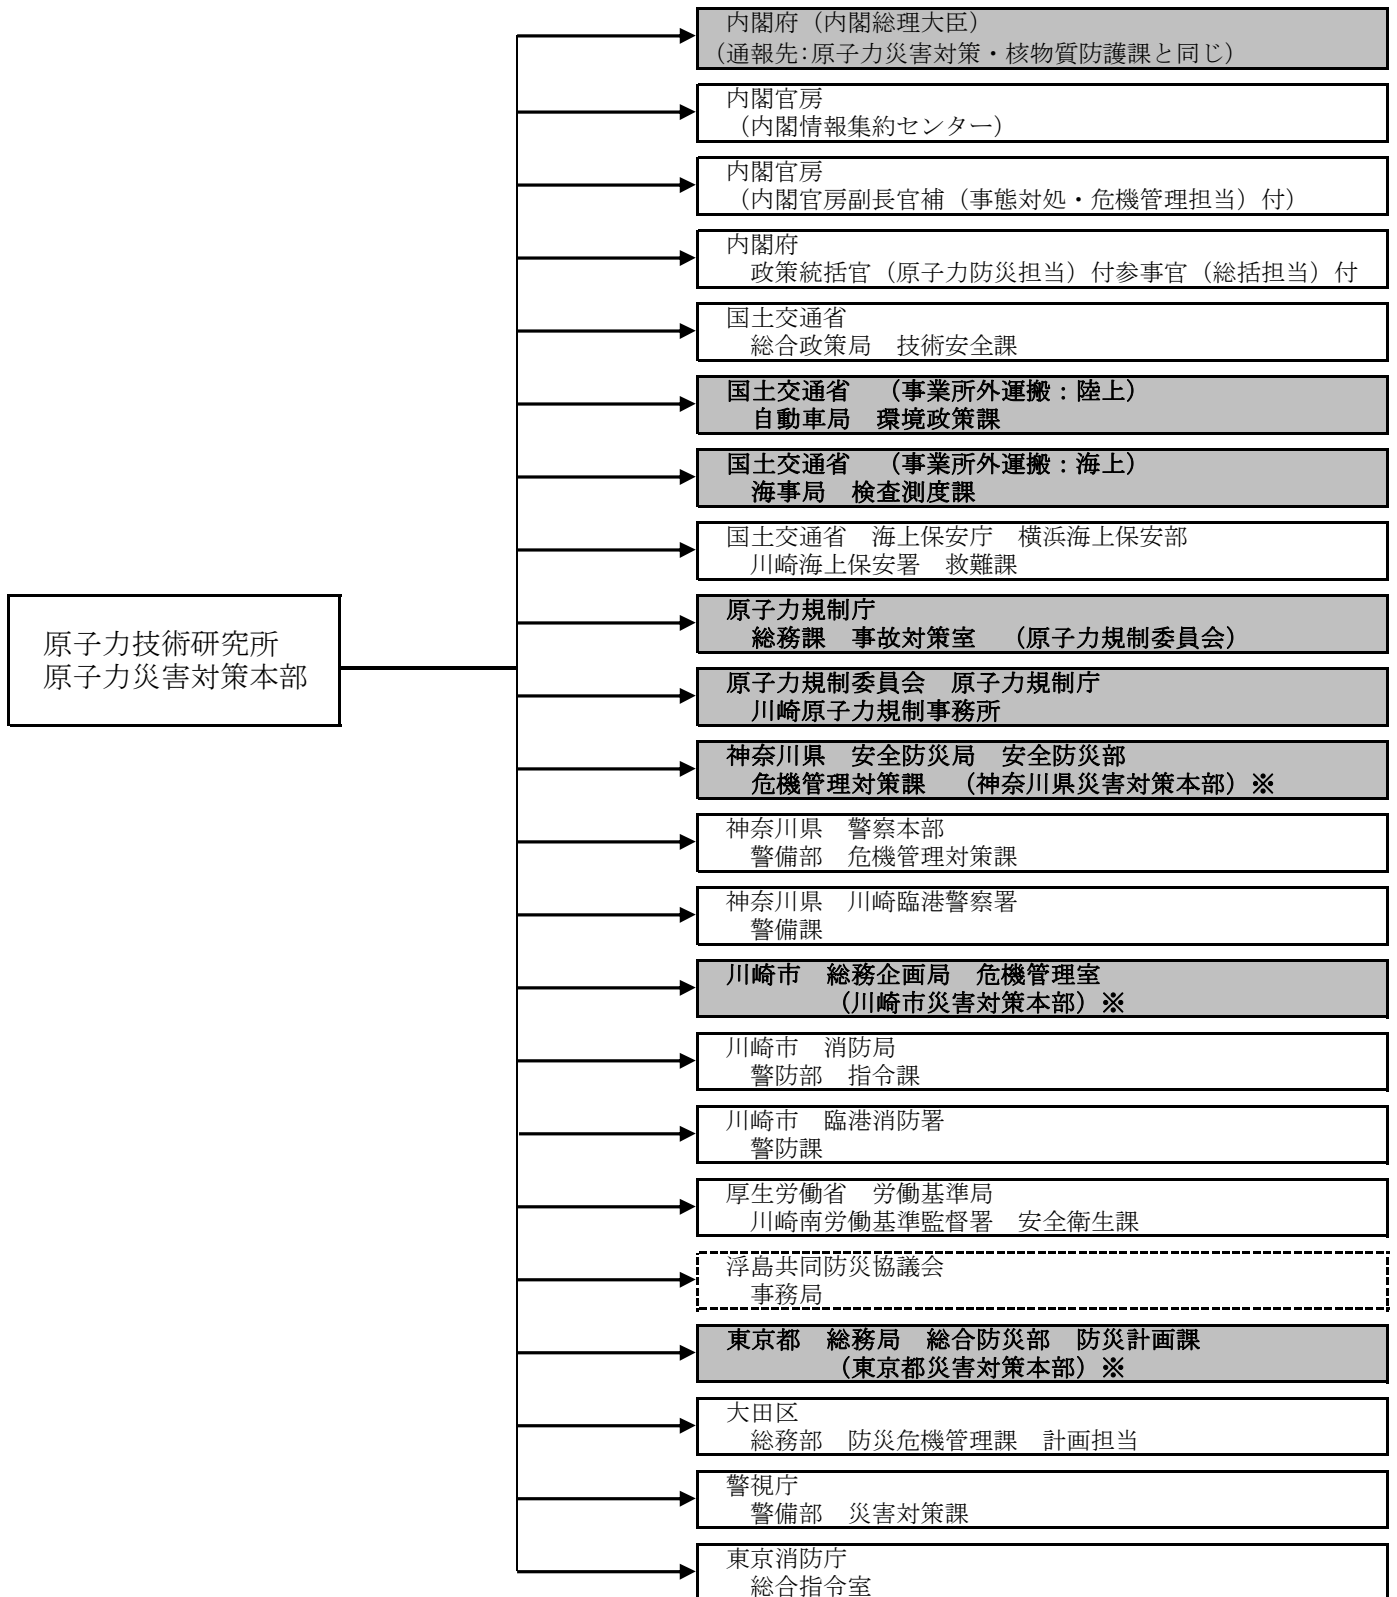 内閣府（内閣総理大臣）
（通報先：原子力災害対策・核物質防護課と同じ）
内閣官房
（内閣情報集約センター）
内閣官房
（内閣官房副長官補（事態対処・危機管理担当）付）
内閣府
政策統括官（原子力防災担当）付参事官（総括担当）付
国土交通省
総合政策局　技術安全課
国土交通省　（事業所外運搬：陸上）
自動車局　環境政策課
国土交通省　（事業所外運搬：海上）
海事局　検査測度課
国土交通省　海上保安庁　横浜海上保安部
川崎海上保安署　救難課
原子力技術研究所
原子力災害対策本部
原子力規制庁
総務課　事故対策室　（原子力規制委員会）
原子力規制委員会　原子力規制庁
川崎原子力規制事務所
神奈川県　安全防災局　安全防災部
危機管理対策課　（神奈川県災害対策本部）※
神奈川県　警察本部
警備部　危機管理対策課
神奈川県　川崎臨港警察署
警備課
川崎市　総務企画局　危機管理室
（川崎市災害対策本部）※
川崎市　消防局
警防部　指令課
川崎市　臨港消防署
警防課
厚生労働省　労働基準局
川崎南労働基準監督署　安全衛生課
浮島共同防災協議会
事務局
東京都　総務局　総合防災部　防災計画課
（東京都災害対策本部）※
大田区
総務部　防災危機管理課　計画担当
警視庁
警備部　災害対策課
東京消防庁
総合指令室